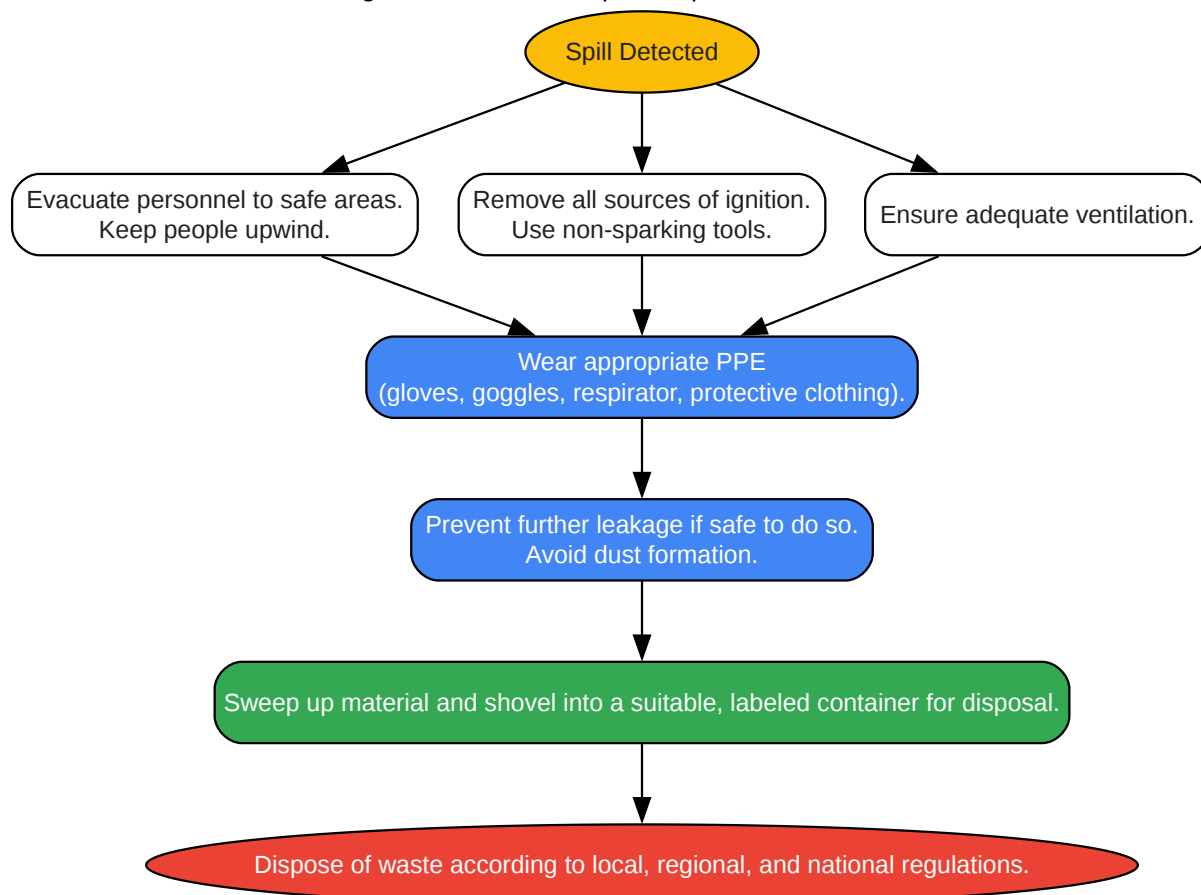 Spill Detected
Evacuate personnel to safe areas.
Keep people upwind.
Remove all sources of ignition.
Use non-sparking tools.
Ensure adequate ventilation.
Wear appropriate PPE
(gloves, goggles, respirator, protective clothing).
Prevent further leakage if safe to do so.
Avoid dust formation.
Sweep up material and shovel into a suitable, labeled container for disposal.
Dispose of waste according to local, regional, and national regulations.